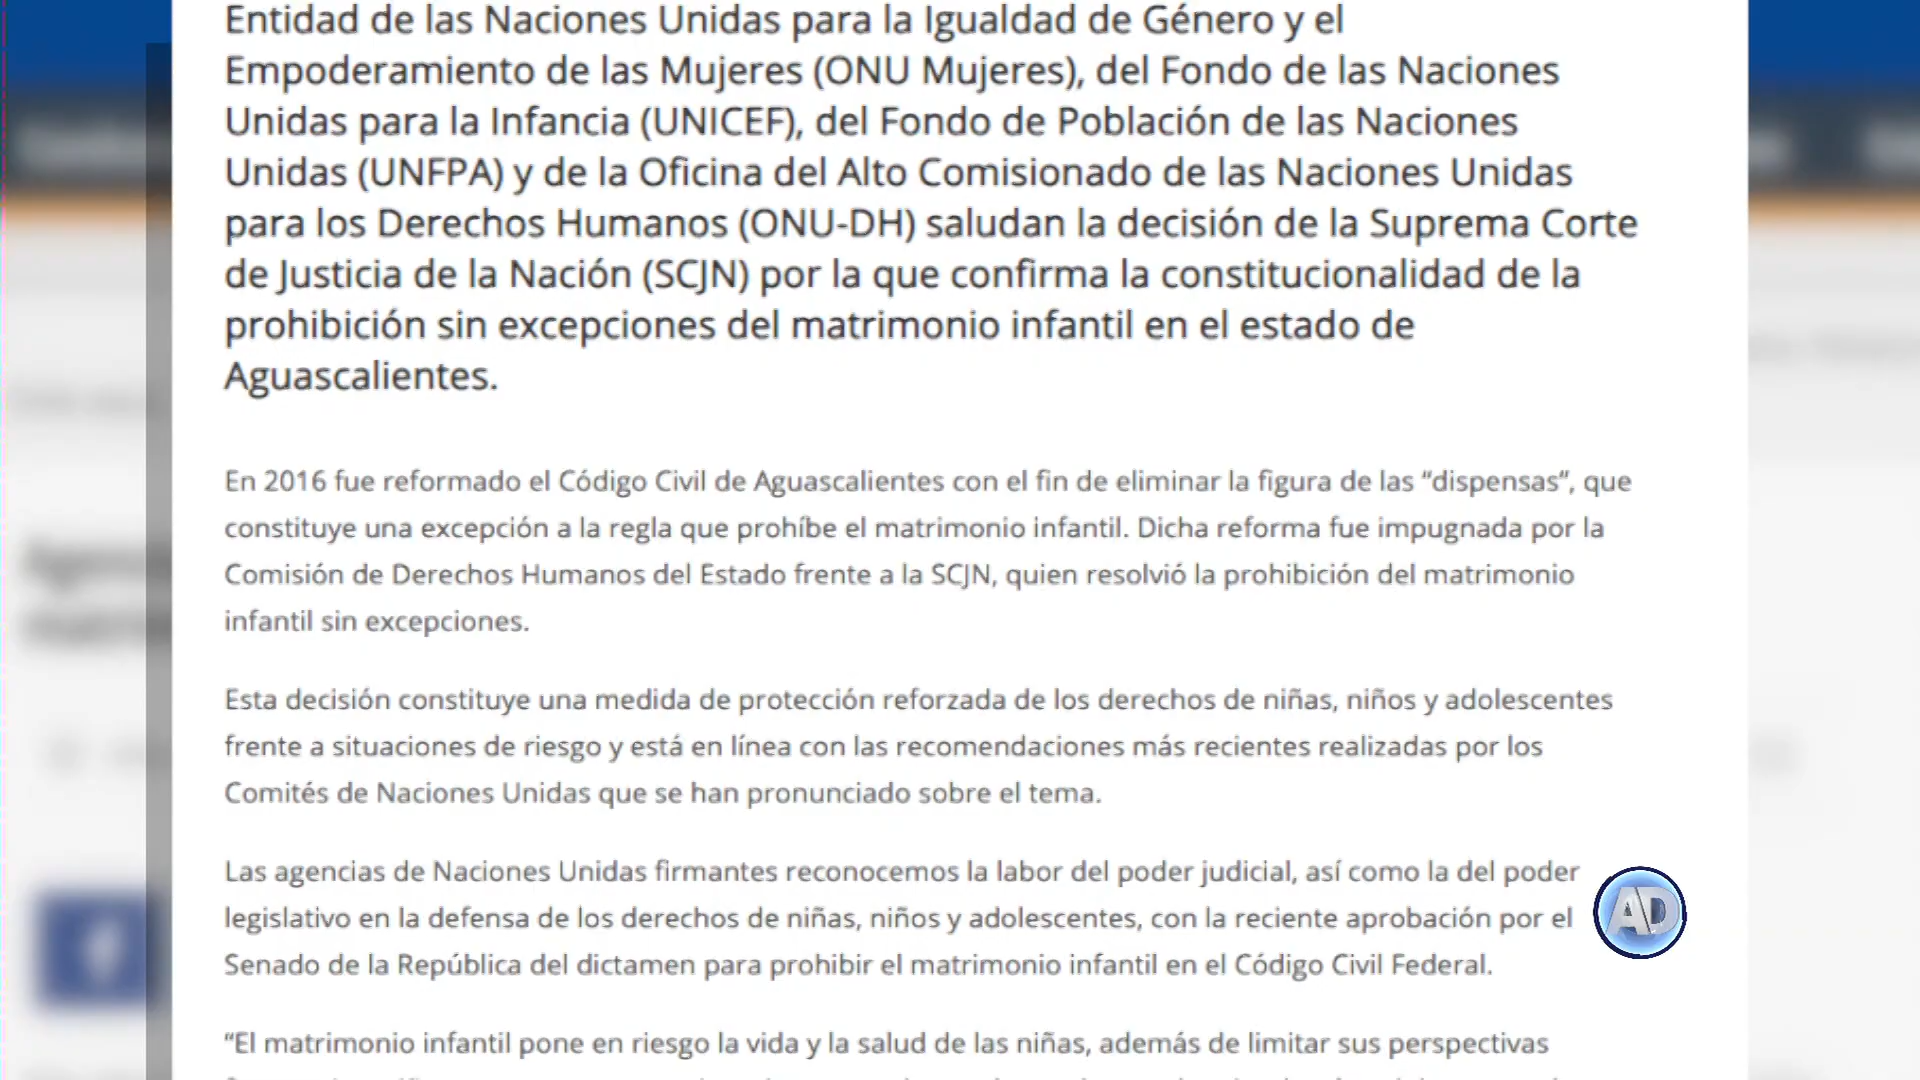 Entidad de las Naciones Unidas para la Igualdad de Género y el
Empoderamiento de las Mujeres (ONU Mujeres), del Fondo de las Naciones
Unidas para la Infancia (UNICEF), del Fondo de Población de las Naciones
Unidas (UNFPA) y de la Oficina del Alto Comisionado de las Naciones Unidas
para los Derechos Humanos (ONU-DH) saludan la decisión de la Suprema Corte
de Justicia de la Nación (SCJN) por la que confirma la constitucionalidad de la
prohibición sin excepciones del matrimonio infantil en el estado de
Aguascalientes.
En 2016 fue reformado el Código Civil de Aguascalientes con el fin de eliminar la figura de las “dispensas“, que
constituye una excepción a la regla que prohíbe el matrimonio infantil. Dicha reforma fue impugnada por la
Comisión de Derechos Humanos del Estado frente a la SCJN, quien resolvió la prohibición del matrimonio
infantil sin excepciones.
Esta decisión constituye una medida de protección reforzada de los derechos de niñas, niños y adolescentes
frente a situaciones de riesgo y está en línea con las recomendaciones más recientes realizadas por los
Comités de Naciones Unidas que se han pronunciado sobre el tema.
Las agencias de Naciones Unidas firmantes reconocemos la labor del poder judicial, así como la del poder
legislativo en la defensa de los derechos de niñas, niños y adolescentes, con la reciente aprobación por el
Senado de la República del dictamen para prohibir el matrimonio infantil en el Código Civil Federal.
AD
“El matrimonio infantil pone en riesgo la vida y la salud de las niñas, además de limitar sus perspectivas